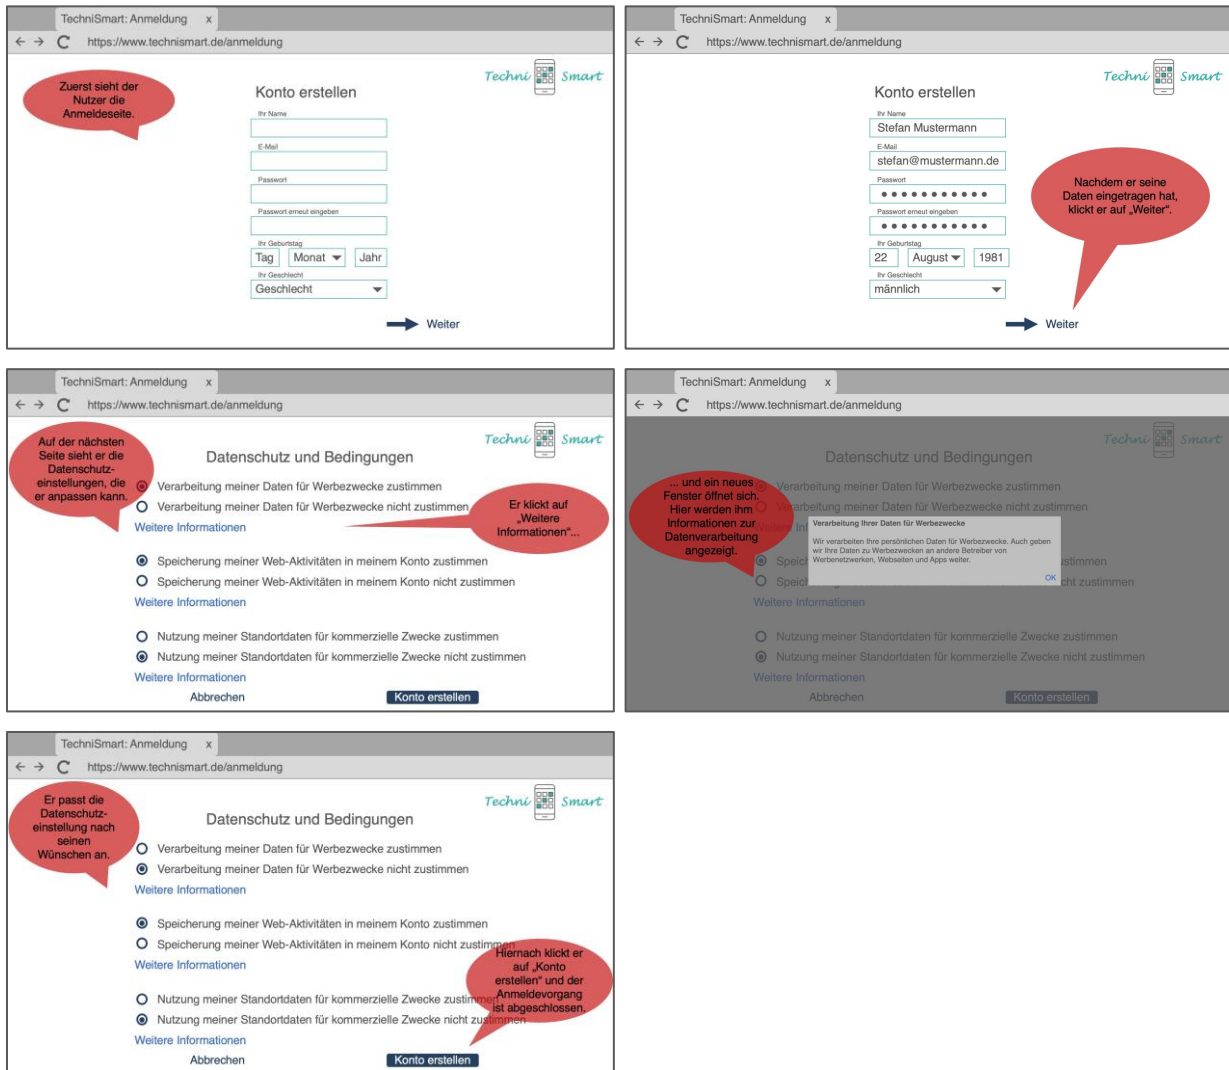 TechniSmart: Anmeldung x
https://www.technismart.de/anmeldung
Techni Smart
Zuerst sieht der
Nutzer die
Anmeldeseite.
Konto erstellen
Ihr Name
E-Mail
Passwort
Passwort erneut eingeben
Ihr Geburtstag
Tag Monat Jahr
Ihr Geschlecht
Geschlecht
Weiter
TechniSmart: Anmeldung x
https://www.technismart.de/anmeldung
Techni Smart
Konto erstellen
Ihr Name
Stefan Mustermann
E-Mail
stefan@mustermann.de
Passwort
Passwort erneut eingeben
Ihr Geburtstag
22 August 1981
Ihr Geschlecht
männlich
Nachdem er seine
Daten eingetragen hat,
klickt er auf „Weiter“.
Weiter
TechniSmart: Anmeldung x
https://www.technismart.de/anmeldung
Techni Smart
Auf der nächsten
Seite sieht er die
Datenschutz-
einstellungen, die
er anpassen kann.
Datenschutz und Bedingungen
Verarbeitung meiner Daten für Werbezwecke zustimmen
Verarbeitung meiner Daten für Werbezwecke nicht zustimmen
Weitere Informationen
Er klickt auf
„Weitere
Informationen“...
Speicherung meiner Web-Aktivitäten in meinem Konto zustimmen
Speicherung meiner Web-Aktivitäten in meinem Konto nicht zustimmen
Weitere Informationen
Nutzung meiner Standortdaten für kommerzielle Zwecke zustimmen
Nutzung meiner Standortdaten für kommerzielle Zwecke nicht zustimmen
Weitere Informationen
Abbrechen Konto erstellen
TechniSmart: Anmeldung x
https://www.technismart.de/anmeldung
Techni Smart
Datenschutz und Bedingungen
... und ein neues
Fenster öffnet sich.
Hier werden ihm
Informationen zur
Datenverarbeitung
angezeigt.
Verarbeitung meiner Daten für Werbezwecke zustimmen
Verarbeitung meiner Daten für Werbezwecke nicht zustimmen
Verarbeitung Ihrer Daten für Werbezwecke
Wir verarbeiten Ihre persönlichen Daten für Werbezwecke. Auch geben
wir Ihre Daten zu Werbezwecken an andere Betreiber von
Werbenetzwerken, Webseiten und Apps weiter.
OK
Weitere Informationen
Nutzung meiner Standortdaten für kommerzielle Zwecke zustimmen
Nutzung meiner Standortdaten für kommerzielle Zwecke nicht zustimmen
Weitere Informationen
Abbrechen Konto erstellen
TechniSmart: Anmeldung x
https://www.technismart.de/anmeldung
Techni Smart
Er passt die
Datenschutz-
einstellung nach
seinen
Wünschen an.
Datenschutz und Bedingungen
Verarbeitung meiner Daten für Werbezwecke zustimmen
Verarbeitung meiner Daten für Werbezwecke nicht zustimmen
Weitere Informationen
Speicherung meiner Web-Aktivitäten in meinem Konto zustimmen
Speicherung meiner Web-Aktivitäten in meinem Konto nicht zustimmen
Weitere Informationen
Hiernach klickt er
auf „Konto
erstellen“ und der
Anmeldevorgang
ist abgeschlossen.
Nutzung meiner Standortdaten für kommerzielle Zwecke zustimmen
Nutzung meiner Standortdaten für kommerzielle Zwecke nicht zustimmen
Weitere Informationen
Abbrechen Konto erstellen